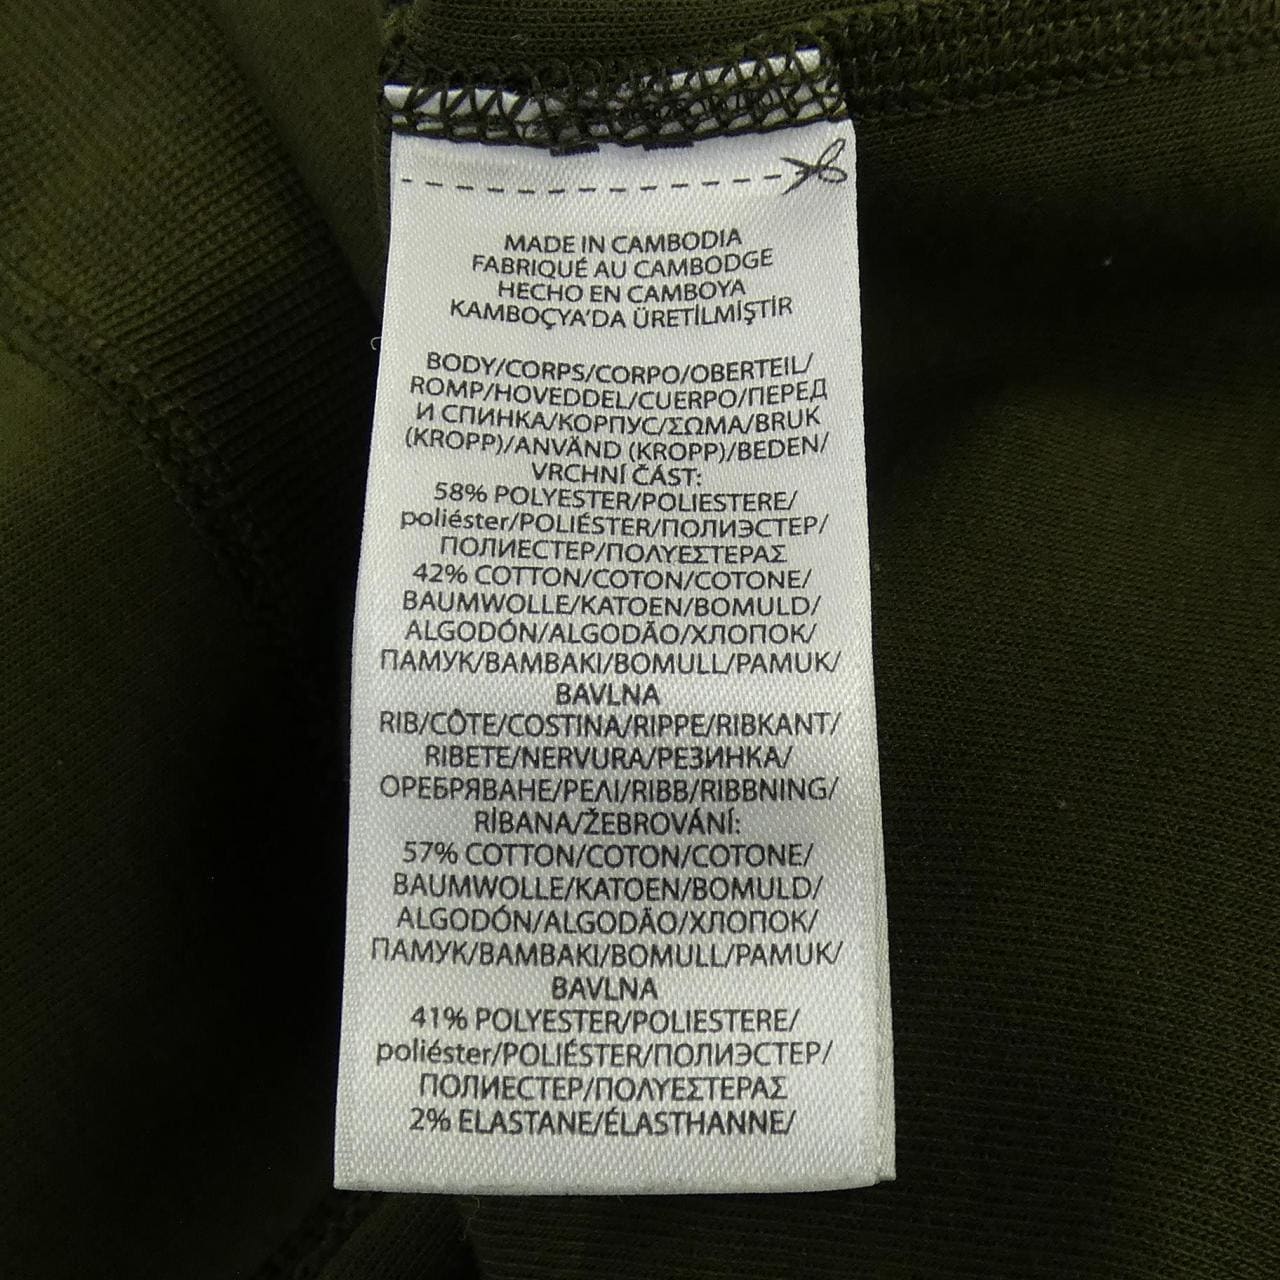 MADE IN CAMBODIA
FABRIQUÉ AU CAMBODGE
HECHO EN CAMBOYA
KAMBOÇYA'DA ÜRETİLMİŞTİR
BODY/CORPS/CORPO/OBERTEIL/
ROMP/HOVEDDEL/CUERPO/ПЕРЕД
И СПИНКА/КОРПУС/ΣΩΜΑ/BRUK
(KROPP)/ANVÄND (KROPP)/BEDEN/
VRCHNÍ ČÁST:
58% POLYESTER/POLIESTERE/
poliéster/POLIÉSTER/ПОЛИЭСТЕР/
ПОЛИЕСТЕР/ΠΟΛΥΕΣΤΕΡΑΣ
42% COTTON/COTON/COTONE/
BAUMWOLLE/KATOEN/BOMULD/
ALGODÓN/ALGODÃO/ХЛОПОК/
ПАМУК/BAMBAKI/BOMULL/PAMUK/
BAVLNA
RIB/CÔTE/COSTINA/RIPPE/RIBKANT/
RIBETE/NERVURA/РЕЗИНКА/
ОРЕБРЯВАНЕ/ΡΕΛΙ/RIBB/RIBBNING/
RİBANA/ŽEBROVÁNÍ:
57% COTTON/COTON/COTONE/
BAUMWOLLE/KATOEN/BOMULD/
ALGODÓN/ALGODÃO/ХЛОПОК/
ПАМУК/BAMBAKI/BOMULL/PAMUK/
BAVLNA
41% POLYESTER/POLIESTERE/
poliéster/POLIÉSTER/ПОЛИЭСТЕР/
ПОЛИЕСТЕР/ΠΟΛΥΕΣΤΕΡΑΣ
2% ELASTANE/ÉLASTHANNE/